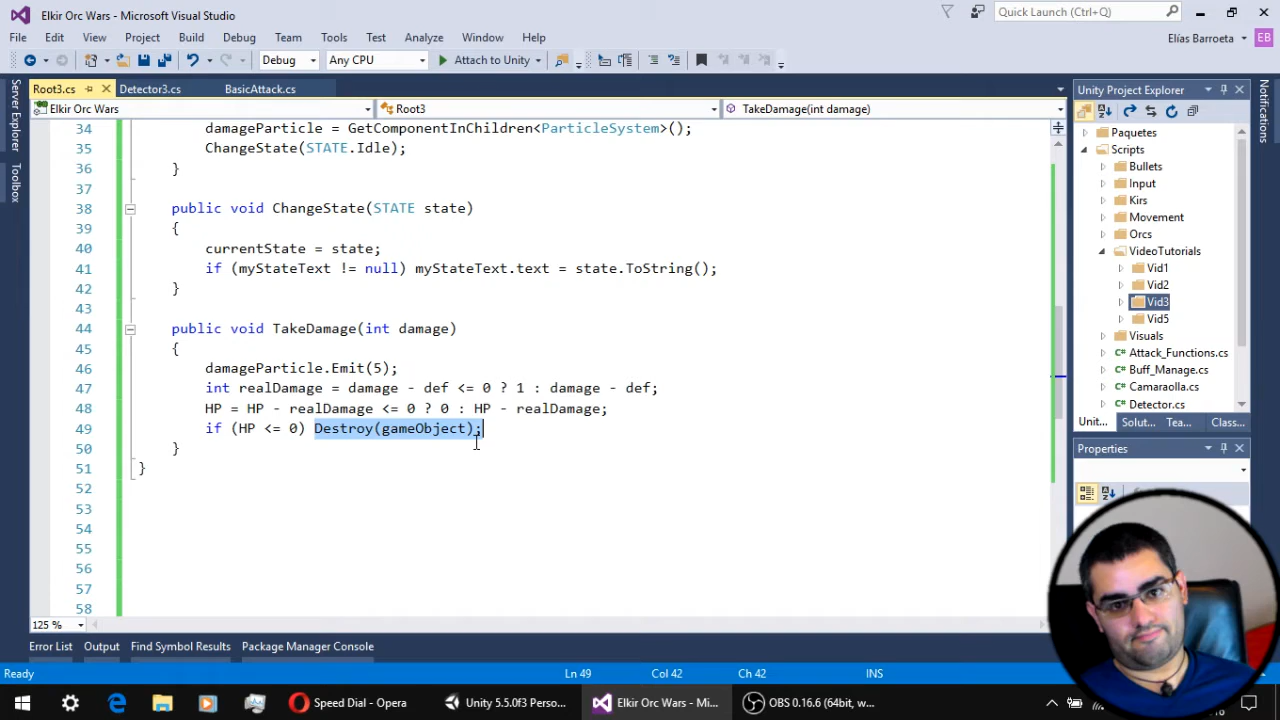 Elkir Orc Wars - Microsoft Visual Studio
Quick Launch (Ctrl+Q)
File Edit View Project Build Debug Team Tools Test Analyze Window Help
Elías Barroeta EB
Debug Any CPU Attach to Unity
Root3.cs Detector3.cs BasicAttack.cs
Elkir Orc Wars Root3 TakeDamage(int damage)
Server Explorer
Toolbox
34 damageParticle = GetComponentInChildren<ParticleSystem>();
35 ChangeState(STATE.Idle);
36 }
37
38 public void ChangeState(STATE state)
39 {
40 currentState = state;
41 if (myStateText != null) myStateText.text = state.ToString();
42 }
43
44 public void TakeDamage(int damage)
45 {
46 damageParticle.Emit(5);
47 int realDamage = damage - def <= 0 ? 1 : damage - def;
48 HP = HP - realDamage <= 0 ? 0 : HP - realDamage;
49 if (HP <= 0) Destroy(gameObject);
50 }
51 }
52
53
54
55
56
57
58
125 %
Unity Project Explorer
Paquetes
Scripts
Bullets
Input
Kirs
Movement
Orcs
VideoTutorials
Vid1
Vid2
Vid3
Vid5
Visuals
Attack_Functions.cs
Buff_Manage.cs
Camaraolla.cs
Detector.cs
Unit... Solut... Tea... Class...
Properties
Notifications
Error List Output Find Symbol Results Package Manager Console
Ready Ln 49 Col 42 Ch 42 INS
Speed Dial - Opera Unity 5.5.0f3 Person... Elkir Orc Wars - Mi... OBS 0.16.6 (64bit, w...